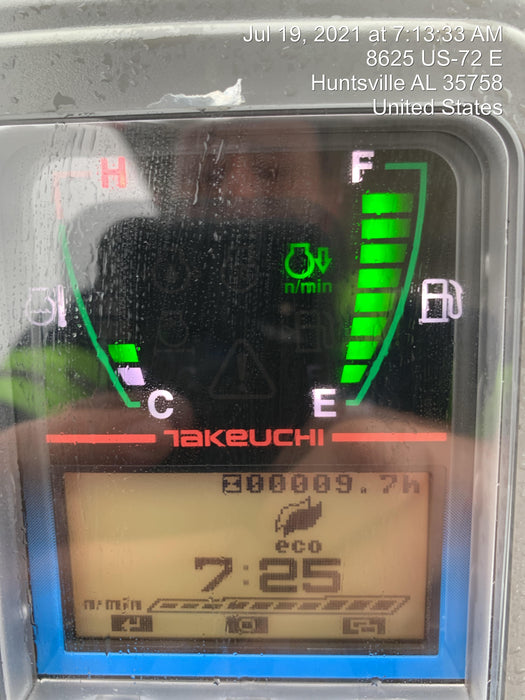 Jul 19, 2021 at 7:13:33 AM
8625 US-72 E
Huntsville AL 35758
United States
H
F
n/min
C
E
TAKEUCHI
00009.7h
eco
7:25
n/min